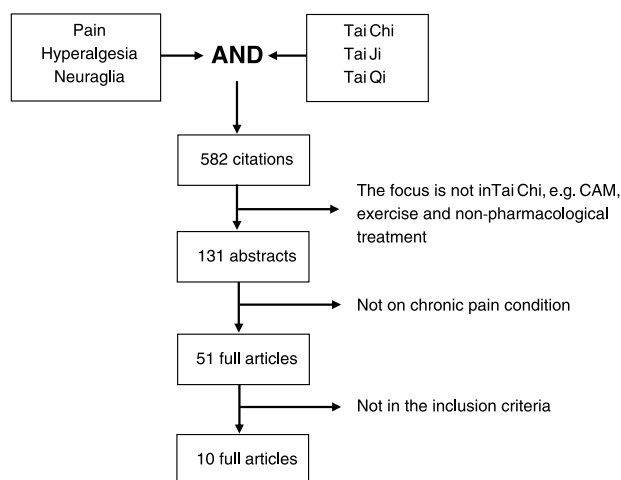 Pain
Hyperalgesia
Neuraglia
AND
Tai Chi
Tai Ji
Tai Qi
582 citations
The focus is not inTai Chi, e.g. CAM,
exercise and non-pharmacological
treatment
131 abstracts
Not on chronic pain condition
51 full articles
Not in the inclusion criteria
10 full articles